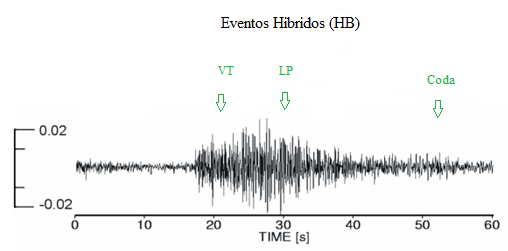 Eventos Hibridos (HB)
VT
LP
Coda
0.02
-0.02
0 10 20 30 40 50 60
TIME [s]